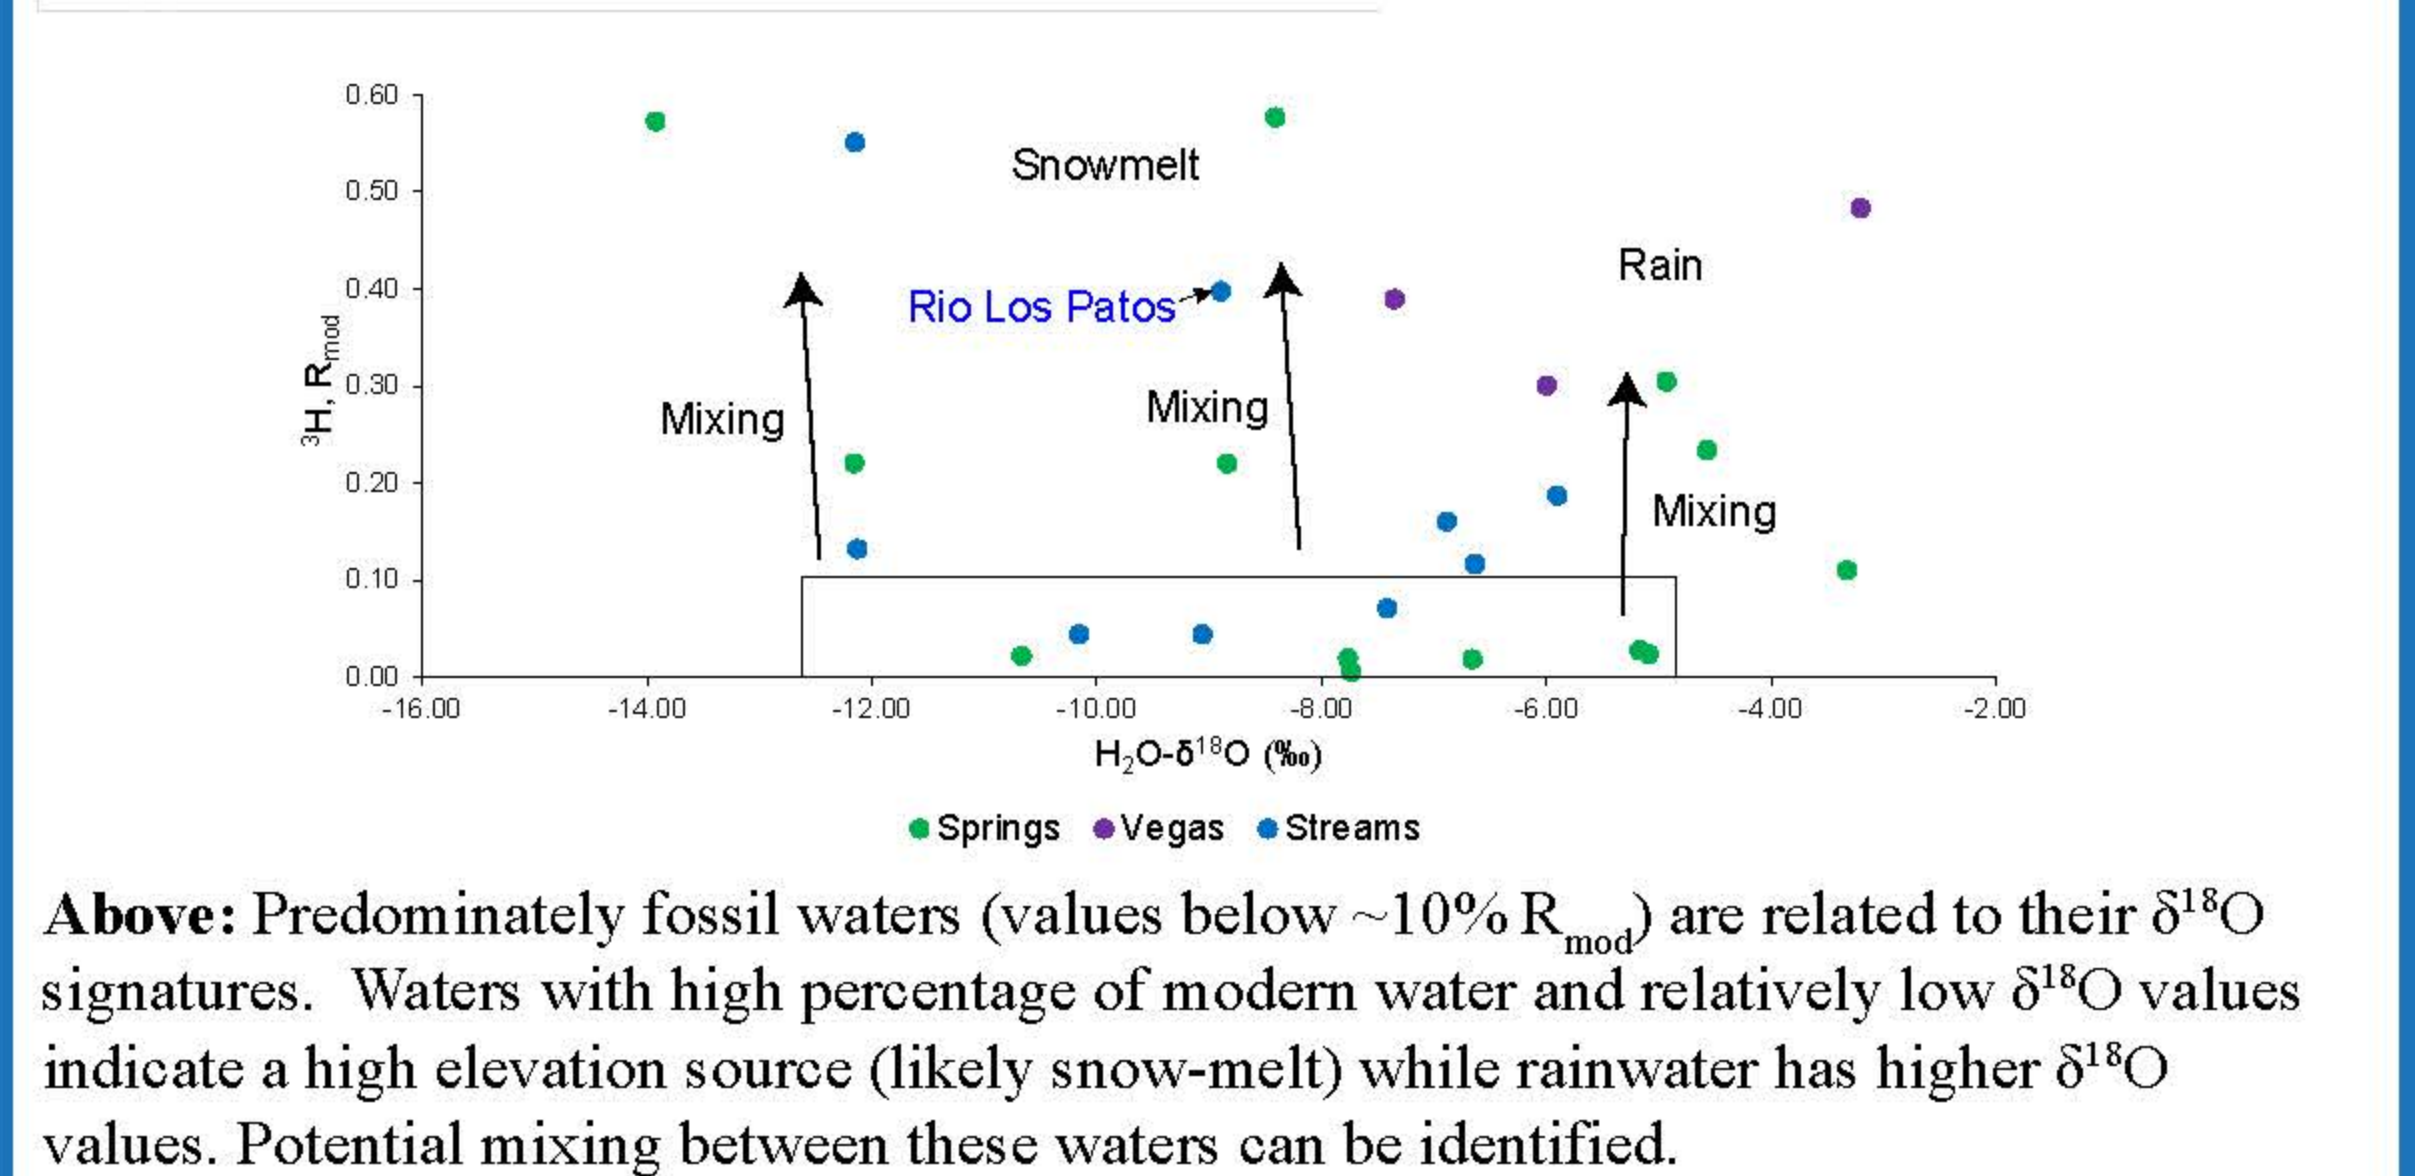 0.60
0.50
Snowmelt
Rain
0.40
Rio Los Patos
³H, Rmod
0.30
Mixing
Mixing
0.20
Mixing
0.10
0.00
-16.00 -14.00 -12.00 -10.00 -8.00 -6.00 -4.00 -2.00
H₂O-δ¹⁸O (‰)
Springs Vegas Streams
Above: Predominately fossil waters (values below ~10% Rmod) are related to their δ¹⁸O
signatures. Waters with high percentage of modern water and relatively low δ¹⁸O values
indicate a high elevation source (likely snow-melt) while rainwater has higher δ¹⁸O
values. Potential mixing between these waters can be identified.